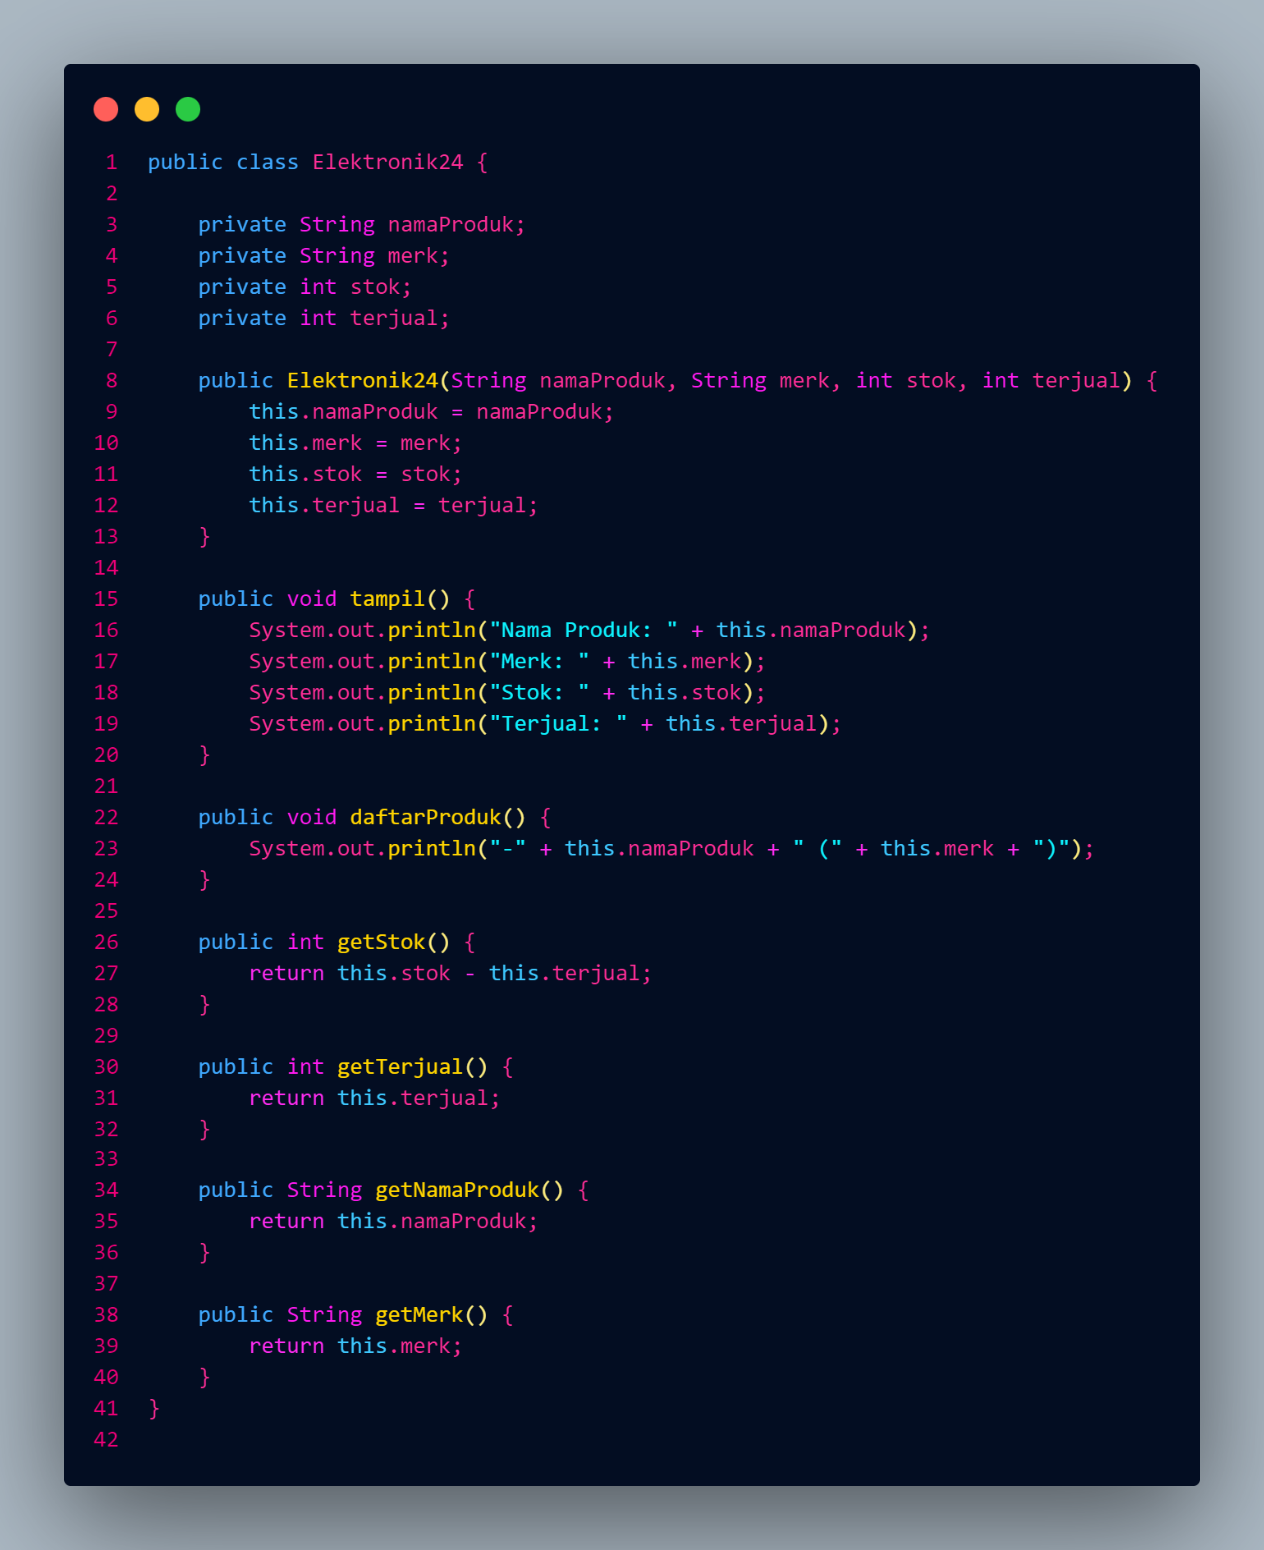 1 public class Elektronik24 {
2
3     private String namaProduk;
4     private String merk;
5     private int stok;
6     private int terjual;
7
8     public Elektronik24(String namaProduk, String merk, int stok, int terjual) {
9         this.namaProduk = namaProduk;
10         this.merk = merk;
11         this.stok = stok;
12         this.terjual = terjual;
13     }
14
15     public void tampil() {
16         System.out.println("Nama Produk: " + this.namaProduk);
17         System.out.println("Merk: " + this.merk);
18         System.out.println("Stok: " + this.stok);
19         System.out.println("Terjual: " + this.terjual);
20     }
21
22     public void daftarProduk() {
23         System.out.println("-" + this.namaProduk + " (" + this.merk + ")");
24     }
25
26     public int getStok() {
27         return this.stok - this.terjual;
28     }
29
30     public int getTerjual() {
31         return this.terjual;
32     }
33
34     public String getNamaProduk() {
35         return this.namaProduk;
36     }
37
38     public String getMerk() {
39         return this.merk;
40     }
41 }
42